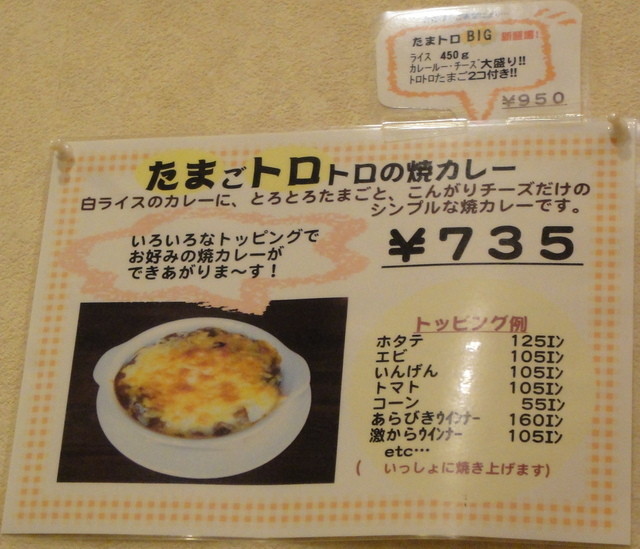 たまトロ BIG 新登場!
ライス 450g
カレールー・チーズ大盛り!!
トロトロたまご2コ付き!!
¥950
たまごトロトロの焼カレー
白ライスのカレーに、とろとろたまごと、こんがりチーズだけの
シンプルな焼カレーです。
いろいろなトッピングで
お好みの焼カレーが
できあがりま～す!
¥735
トッピング例
ホタテ 125エン
エビ 105エン
いんげん 105エン
トマト 105エン
コーン 55エン
あらびきウインナー 160エン
激からウインナー 105エン
etc…
( いっしょに焼き上げます)